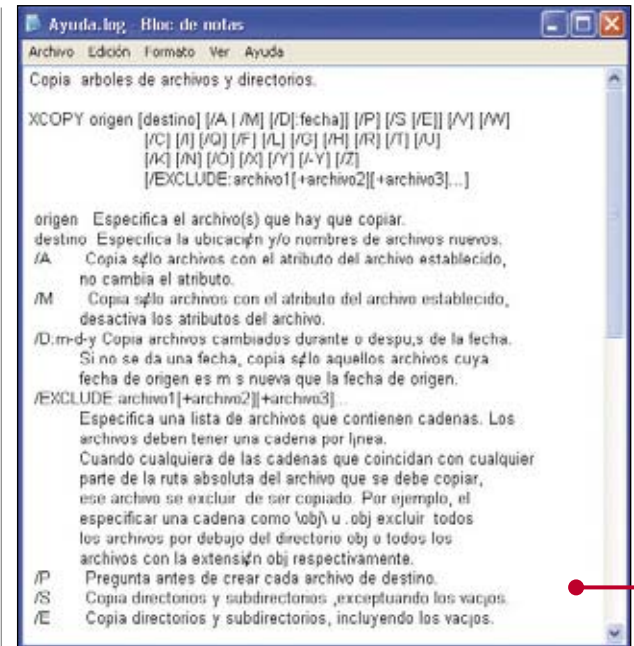 Ayuda.log - Bloc de notas
Archivo Edición Formato Ver Ayuda
Copia arboles de archivos y directorios.
XCOPY origen [destino] [/A | /M] [/D[:fecha]] [/P] [/S [/E]] [/V] [/W]
[/C] [/I] [/Q] [/F] [/L] [/G] [/H] [/R] [/T] [/U]
[/K] [/N] [/O] [/X] [/Y] [/-Y] [/Z]
[/EXCLUDE:archivo1[+archivo2][+archivo3]...]
origen Especifica el archivo(s) que hay que copiar.
destino Especifica la ubicaci¢n y/o nombres de archivos nuevos.
/A Copia s¢lo archivos con el atributo del archivo establecido,
no cambia el atributo.
/M Copia s¢lo archivos con el atributo del archivo establecido,
desactiva los atributos del archivo.
/D:m-d-y Copia archivos cambiados durante o despu‚s de la fecha.
Si no se da una fecha, copia s¢lo aquellos archivos cuya
fecha de origen es m s nueva que la fecha de origen.
/EXCLUDE:archivo1[+archivo2][+archivo3]...
Especifica una lista de archivos que contienen cadenas. Los
archivos deben tener una cadena por l¡nea.
Cuando cualquiera de las cadenas que coincidan con cualquier
parte de la ruta absoluta del archivo que se debe copiar,
ese archivo se excluir de ser copiado. Por ejemplo, el
especificar una cadena como \obj\ u .obj excluir todos
los archivos por debajo del directorio obj o todos los
archivos con la extensi¢n obj respectivamente.
/P Pregunta antes de crear cada archivo de destino.
/S Copia directorios y subdirectorios ,exceptuando los vac¡os.
/E Copia directorios y subdirectorios, incluyendo los vac¡os.